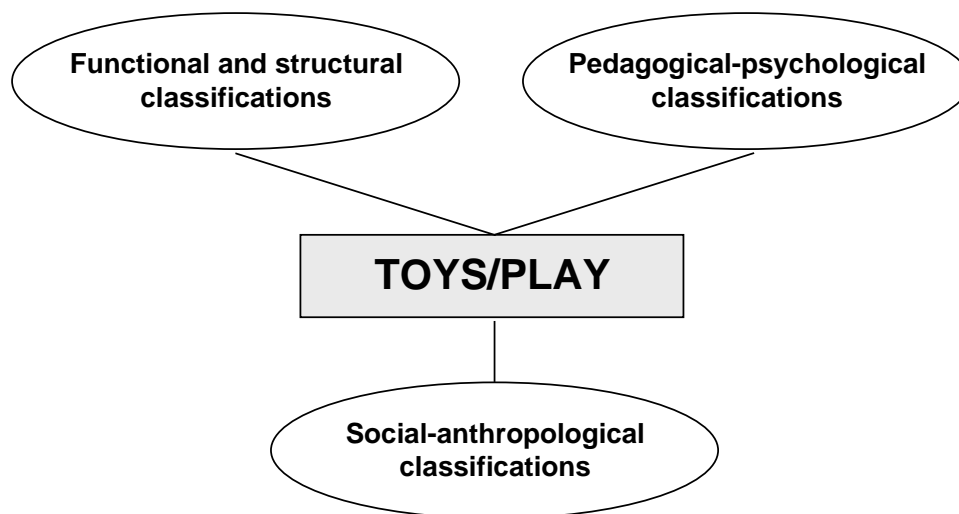 Functional and structural
classifications
Pedagogical-psychological
classifications
TOYS/PLAY
Social-anthropological
classifications